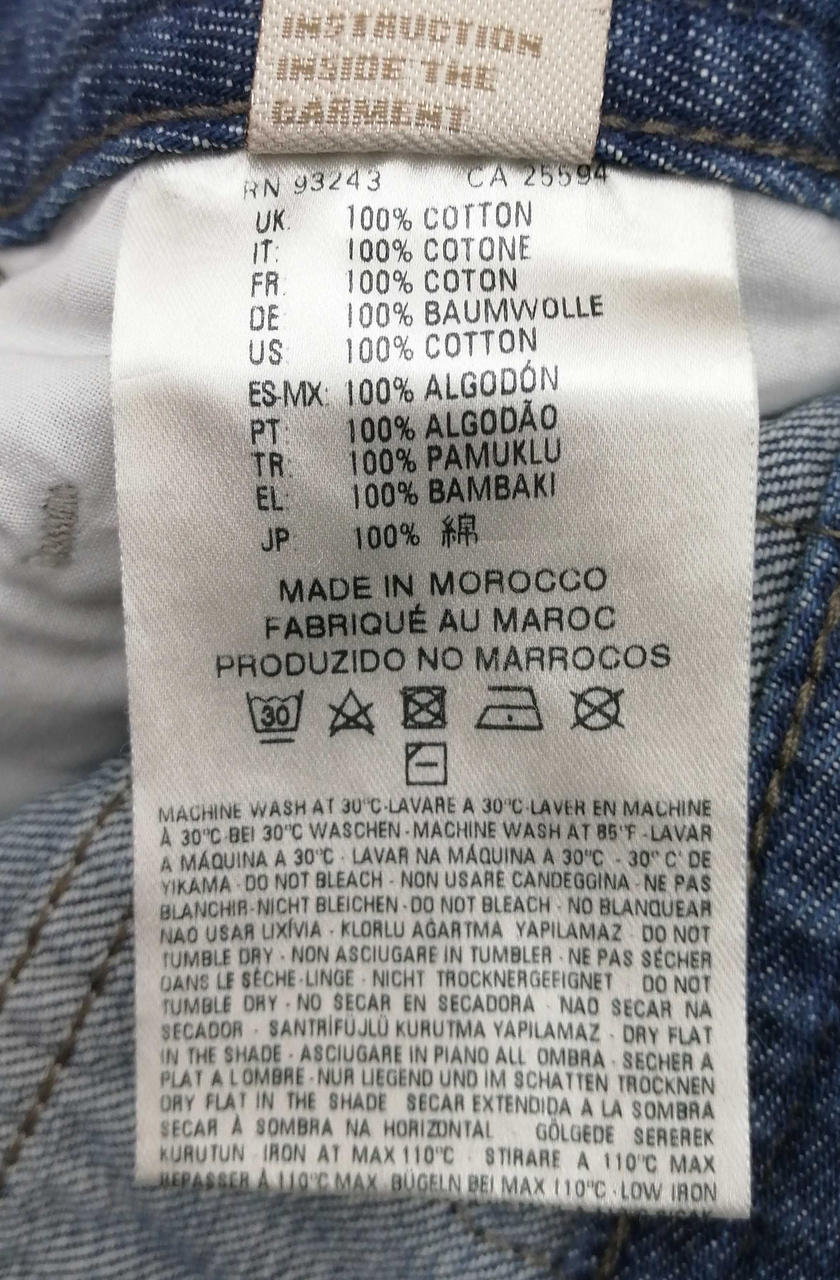 INSTRUCTION
INSIDE THE
GARMENT
RN 93243 CA 25594
UK: 100% COTTON
IT: 100% COTONE
FR: 100% COTON
DE: 100% BAUMWOLLE
US: 100% COTTON
ES-MX: 100% ALGODÓN
PT: 100% ALGODÃO
TR: 100% PAMUKLU
EL: 100% BAMBAKI
JP: 100% 綿
MADE IN MOROCCO
FABRIQUÉ AU MAROC
PRODUZIDO NO MARROCOS
30
MACHINE WASH AT 30°C-LAVARE A 30°C-LAVER EN MACHINE
À 30°C-BEI 30°C WASCHEN-MACHINE WASH AT 85°F-LAVAR
A MÁQUINA A 30°C - LAVAR NA MÁQUINA A 30°C - 30° C' DE
YIKAMA - DO NOT BLEACH - NON USARE CANDEGGINA - NE PAS
BLANCHIR-NICHT BLEICHEN-DO NOT BLEACH - NO BLANQUEAR
NAO USAR LIXÍVIA - KLORLU AĞARTMA YAPILAMAZ - DO NOT
TUMBLE DRY - NON ASCIUGARE IN TUMBLER - NE PAS SÉCHER
DANS LE SÈCHE-LINGE - NICHT TROCKNERGEEIGNET DO NOT
TUMBLE DRY - NO SECAR EN SECADORA - NAO SECAR NA
SECADOR - SANTRİFÜJLÜ KURUTMA YAPILAMAZ - DRY FLAT
IN THE SHADE - ASCIUGARE IN PIANO ALL OMBRA - SECHER A
PLAT A L OMBRE-NUR LIEGEND UND IM SCHATTEN TROCKNEN
DRY FLAT IN THE SHADE SECAR EXTENDIDA A LA SOMBRA
SECAR À SOMBRA NA HORIZONTAL GÖLGEDE SEREREK
KURUTUN - IRON AT MAX 110°C - STIRARE A 110°C MAX
REPASSER À 110°C MAX - BÜGELN BEI MAX 110°C - LOW IRON